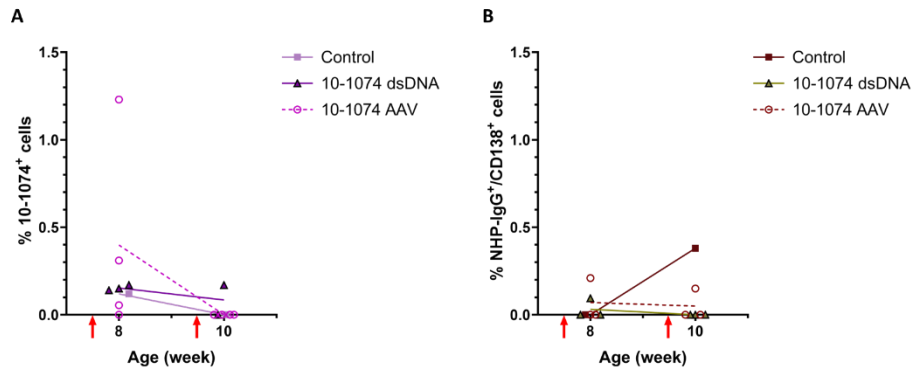 A
% 10-1074+ cells
1.5
1.0
0.5
0.0
8
10
Age (week)
Control
10-1074 dsDNA
10-1074 AAV
B
% NHP-IgG+/CD138+ cells
1.5
1.0
0.5
0.0
8
10
Age (week)
Control
10-1074 dsDNA
10-1074 AAV